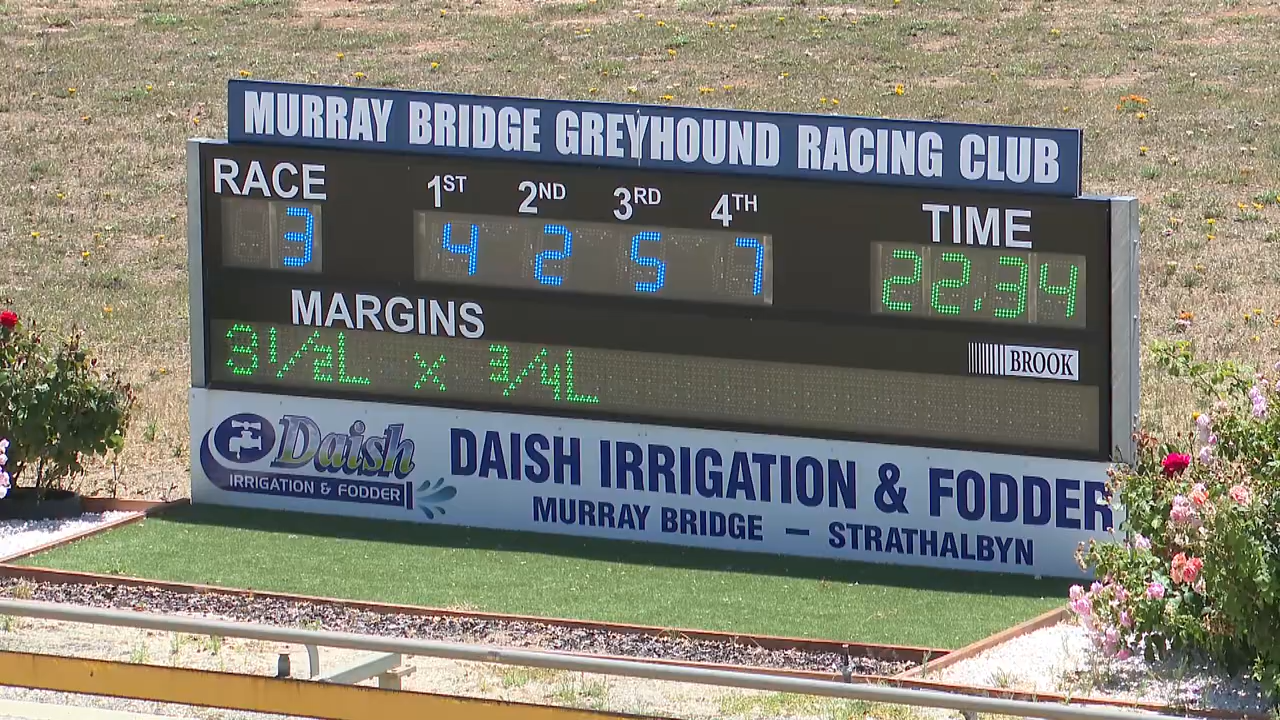 MURRAY BRIDGE GREYHOUND RACING CLUB
RACE 1ST 2ND 3RD 4TH TIME
3 4 2 5 7 22.34
MARGINS
3 1/2L x 3/4L
BROOK
Daish
IRRIGATION & FODDER
DAISH IRRIGATION & FODDER
MURRAY BRIDGE — STRATHALBYN